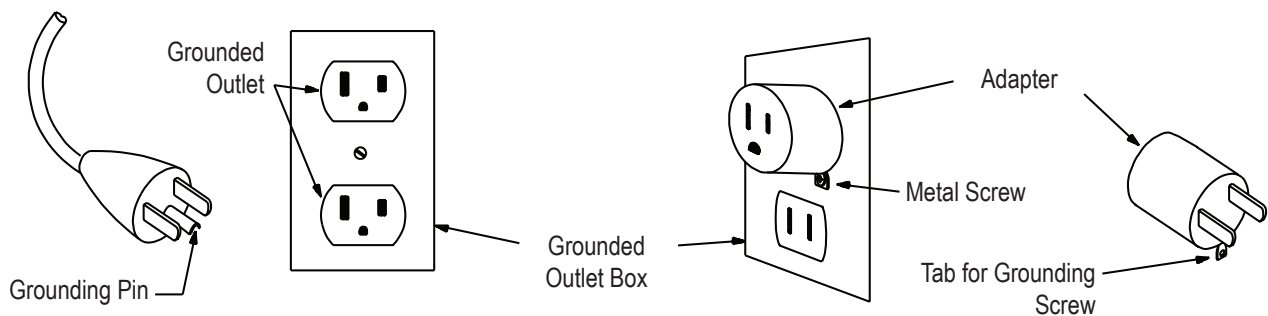 Grounded
Outlet
Grounding Pin
Grounded
Outlet Box
Adapter
Metal Screw
Tab for Grounding
Screw